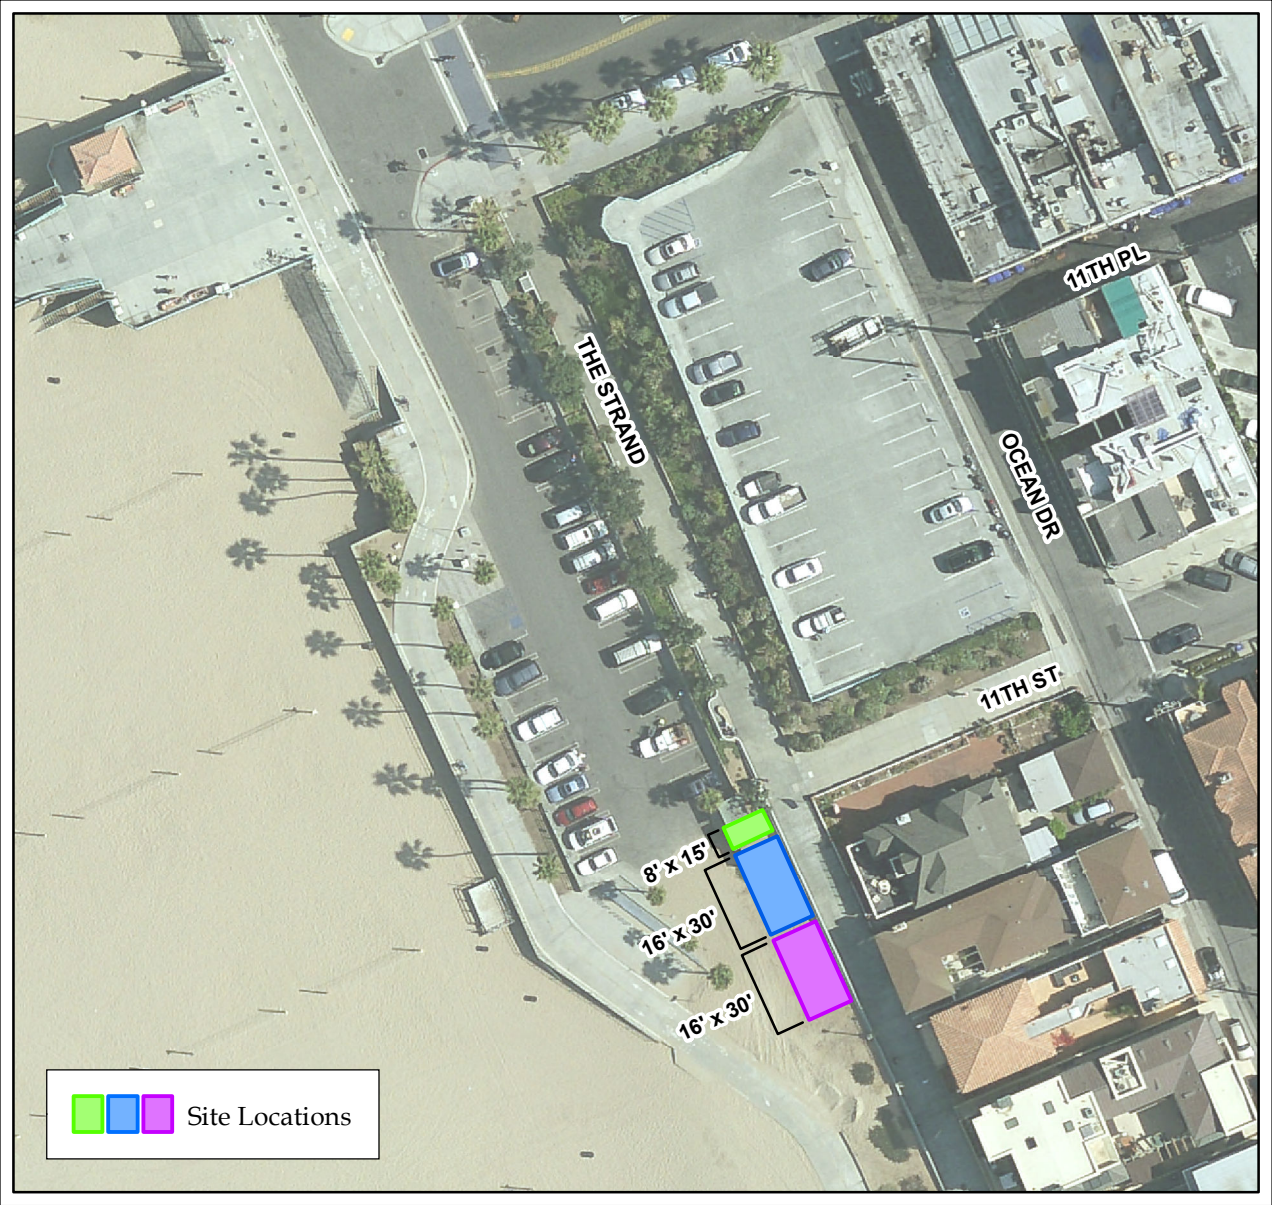 11TH PL
THE STRAND
OCEAN DR
11TH ST
8' x 15'
16' x 30'
16' x 30'
Site Locations